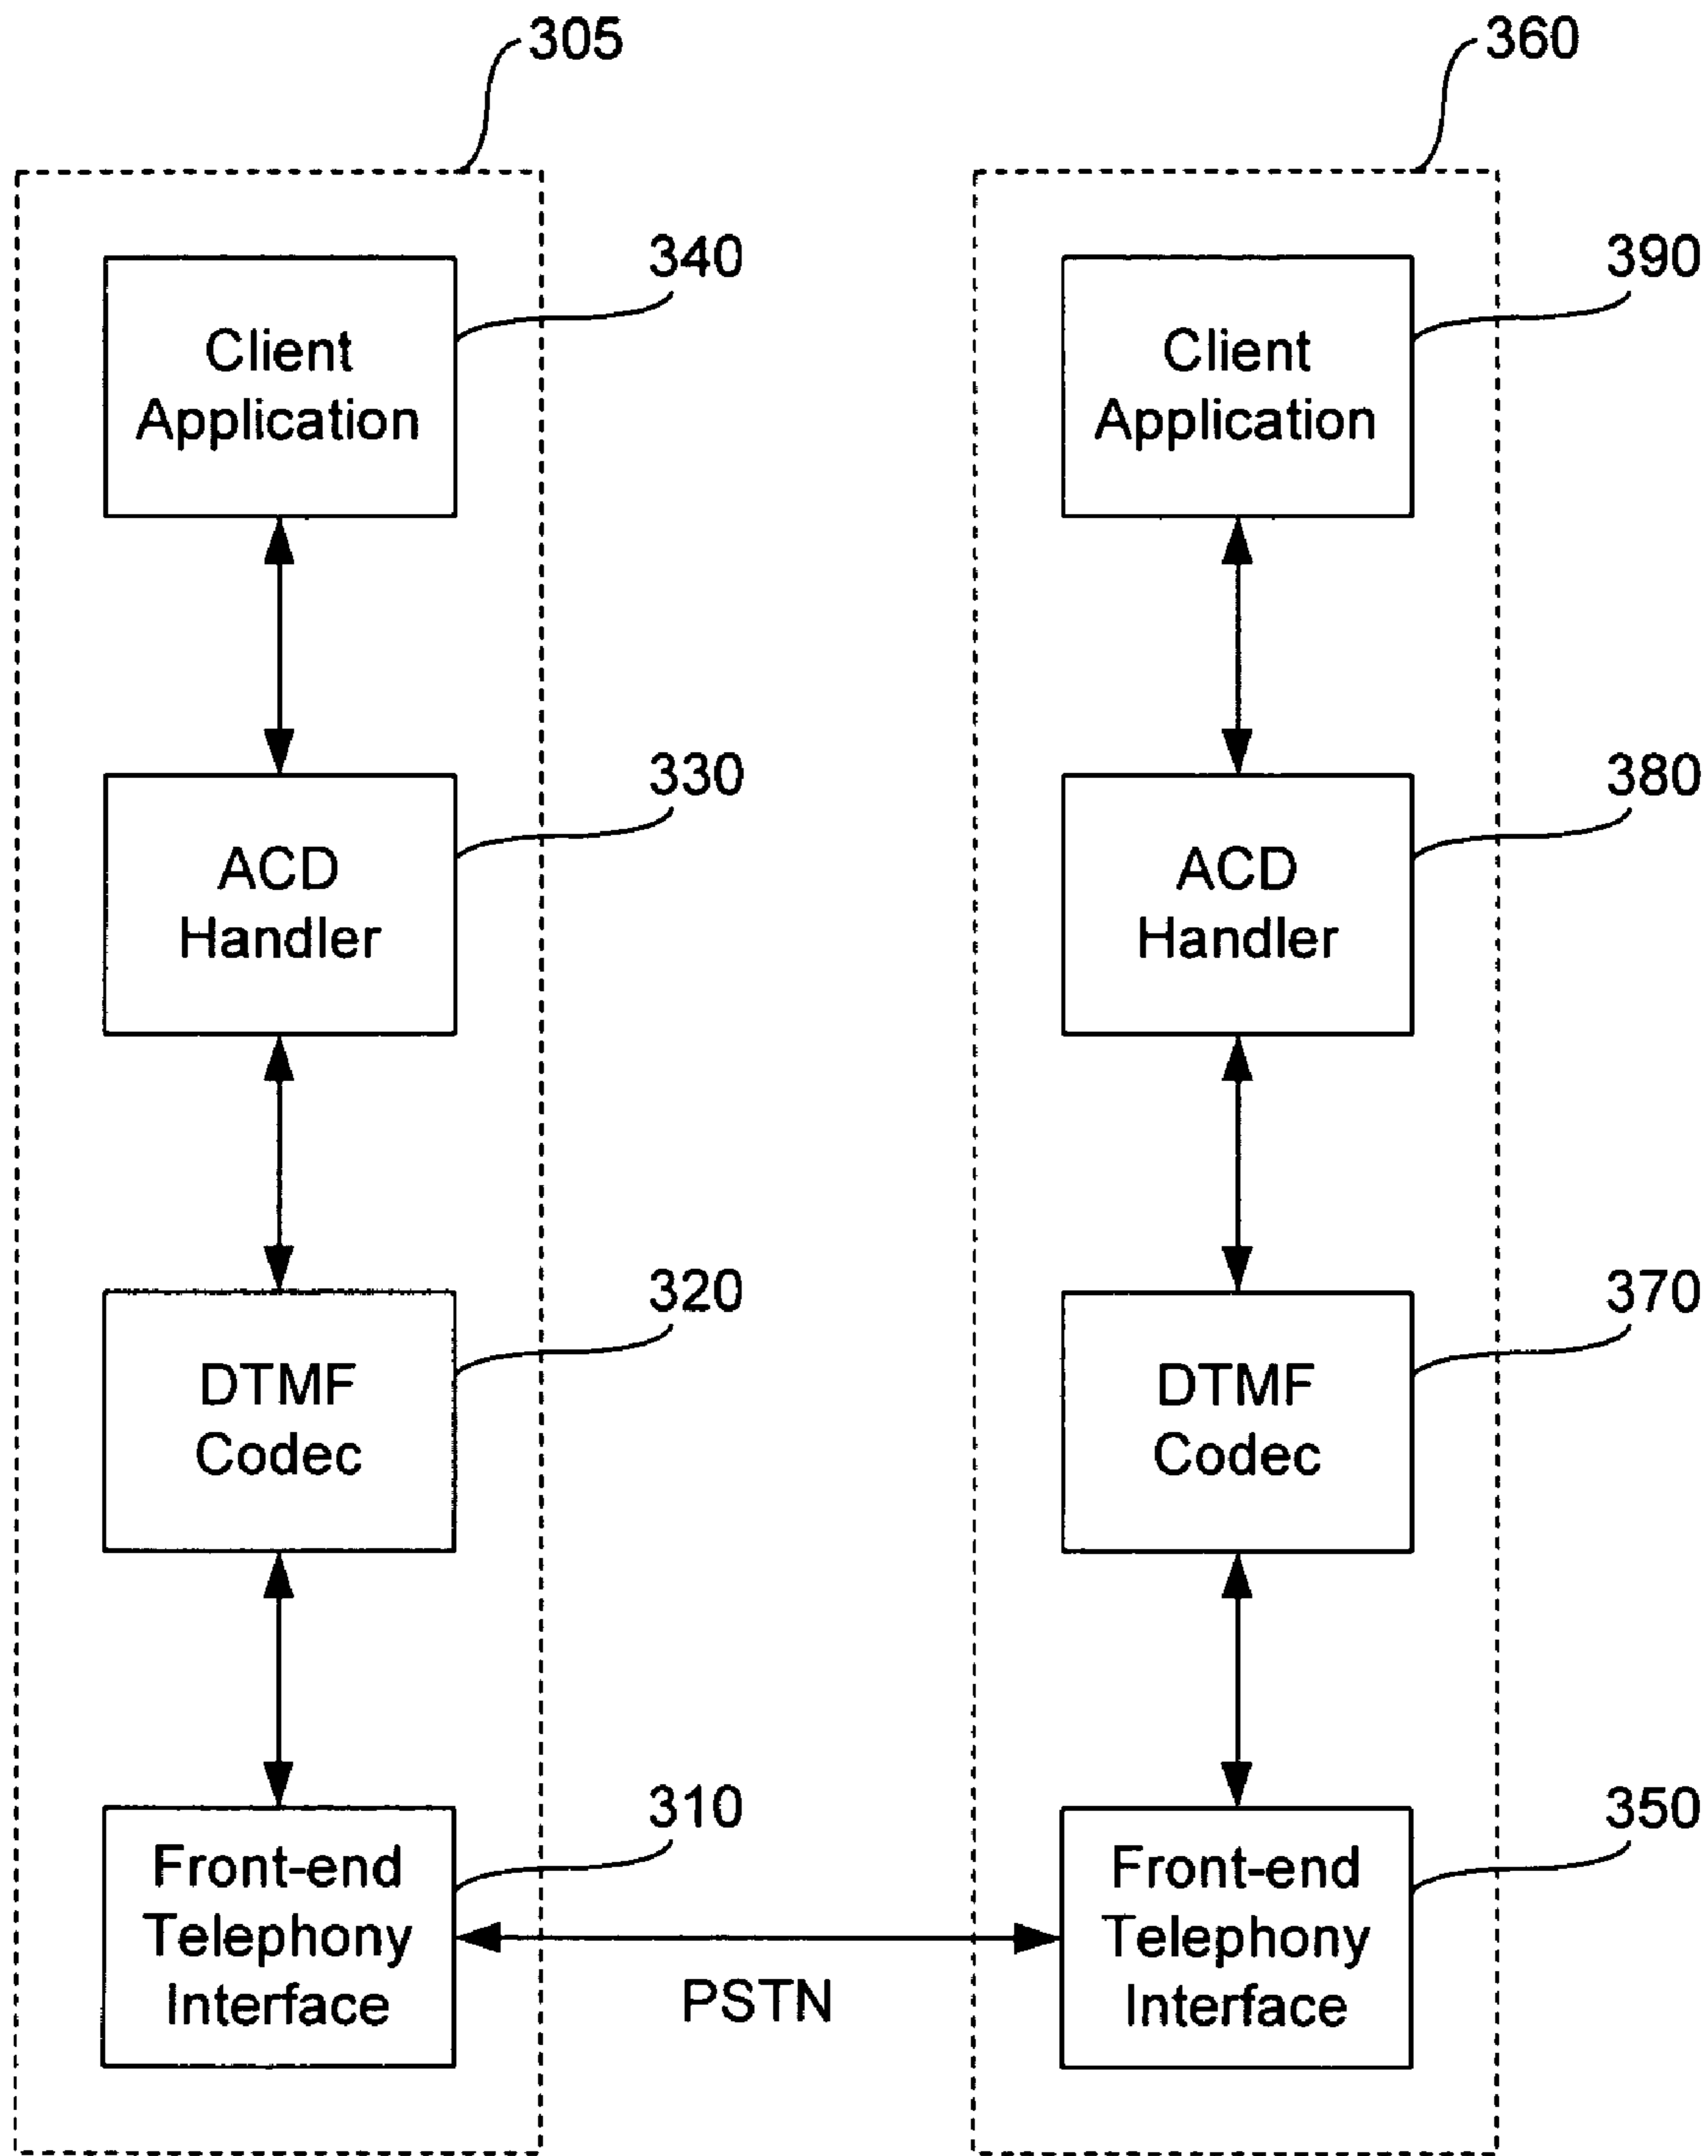 305
360
340
Client
Application
390
Client
Application
330
ACD
Handler
380
ACD
Handler
320
DTMF
Codec
370
DTMF
Codec
310
Front-end
Telephony
Interface
PSTN
350
Front-end
Telephony
Interface